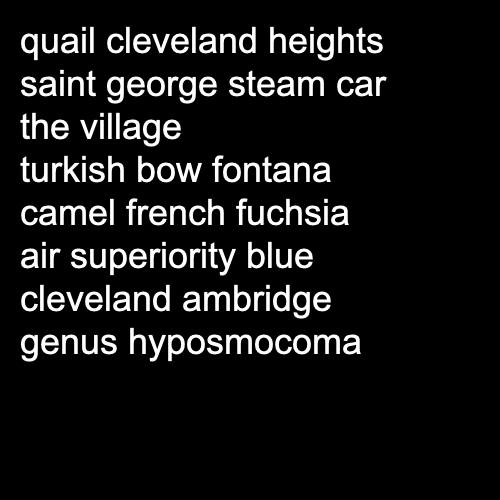 quail cleveland heights
saint george steam car
the village
turkish bow fontana
camel french fuchsia
air superiority blue
cleveland ambridge
genus hyposmocoma